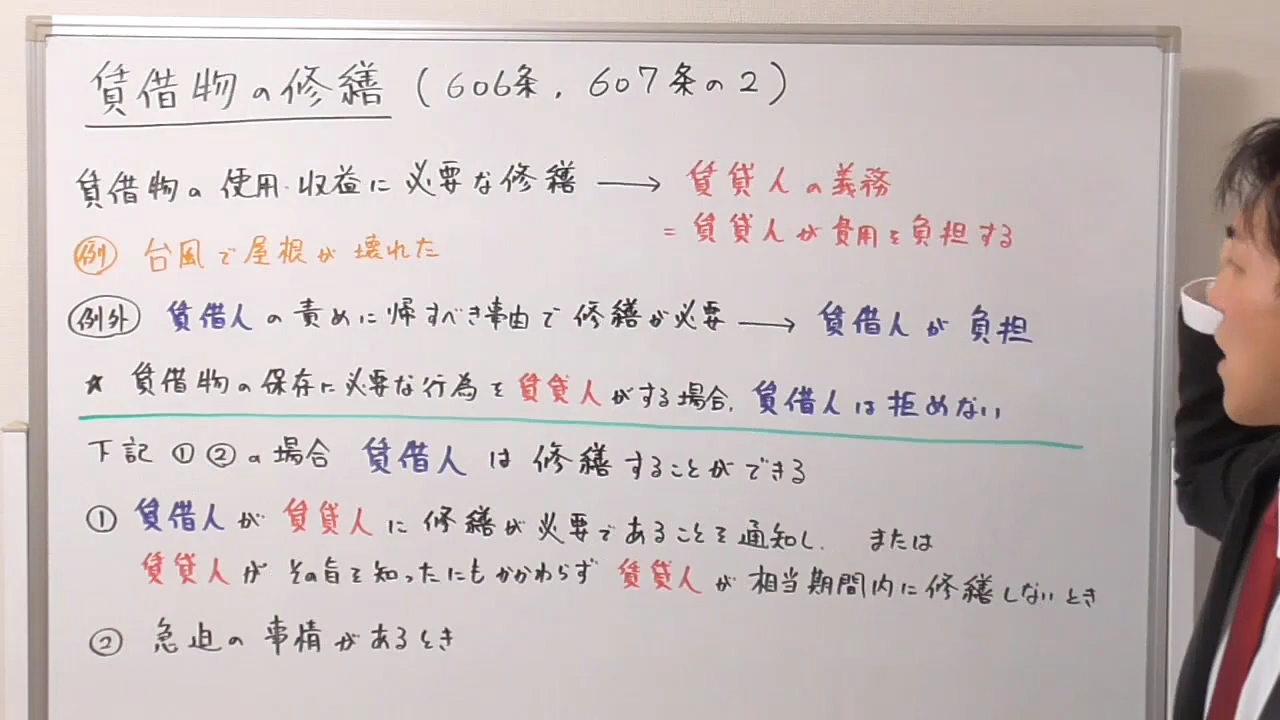 賃借物の修繕（606条，607条の2）
賃借物の使用・収益に必要な修繕 → 賃貸人の義務
＝賃貸人が費用を負担する
例 台風で屋根が壊れた
例外 賃借人の責めに帰すべき事由で修繕が必要 → 賃借人が負担
★ 賃借物の保存に必要な行為を賃貸人がする場合，賃借人は拒めない
下記①②の場合 賃借人は修繕することができる
① 賃借人が賃貸人に修繕が必要であることを通知し，または
賃貸人がその旨を知ったにもかかわらず賃貸人が相当期間内に修繕しないとき
② 急迫の事情があるとき